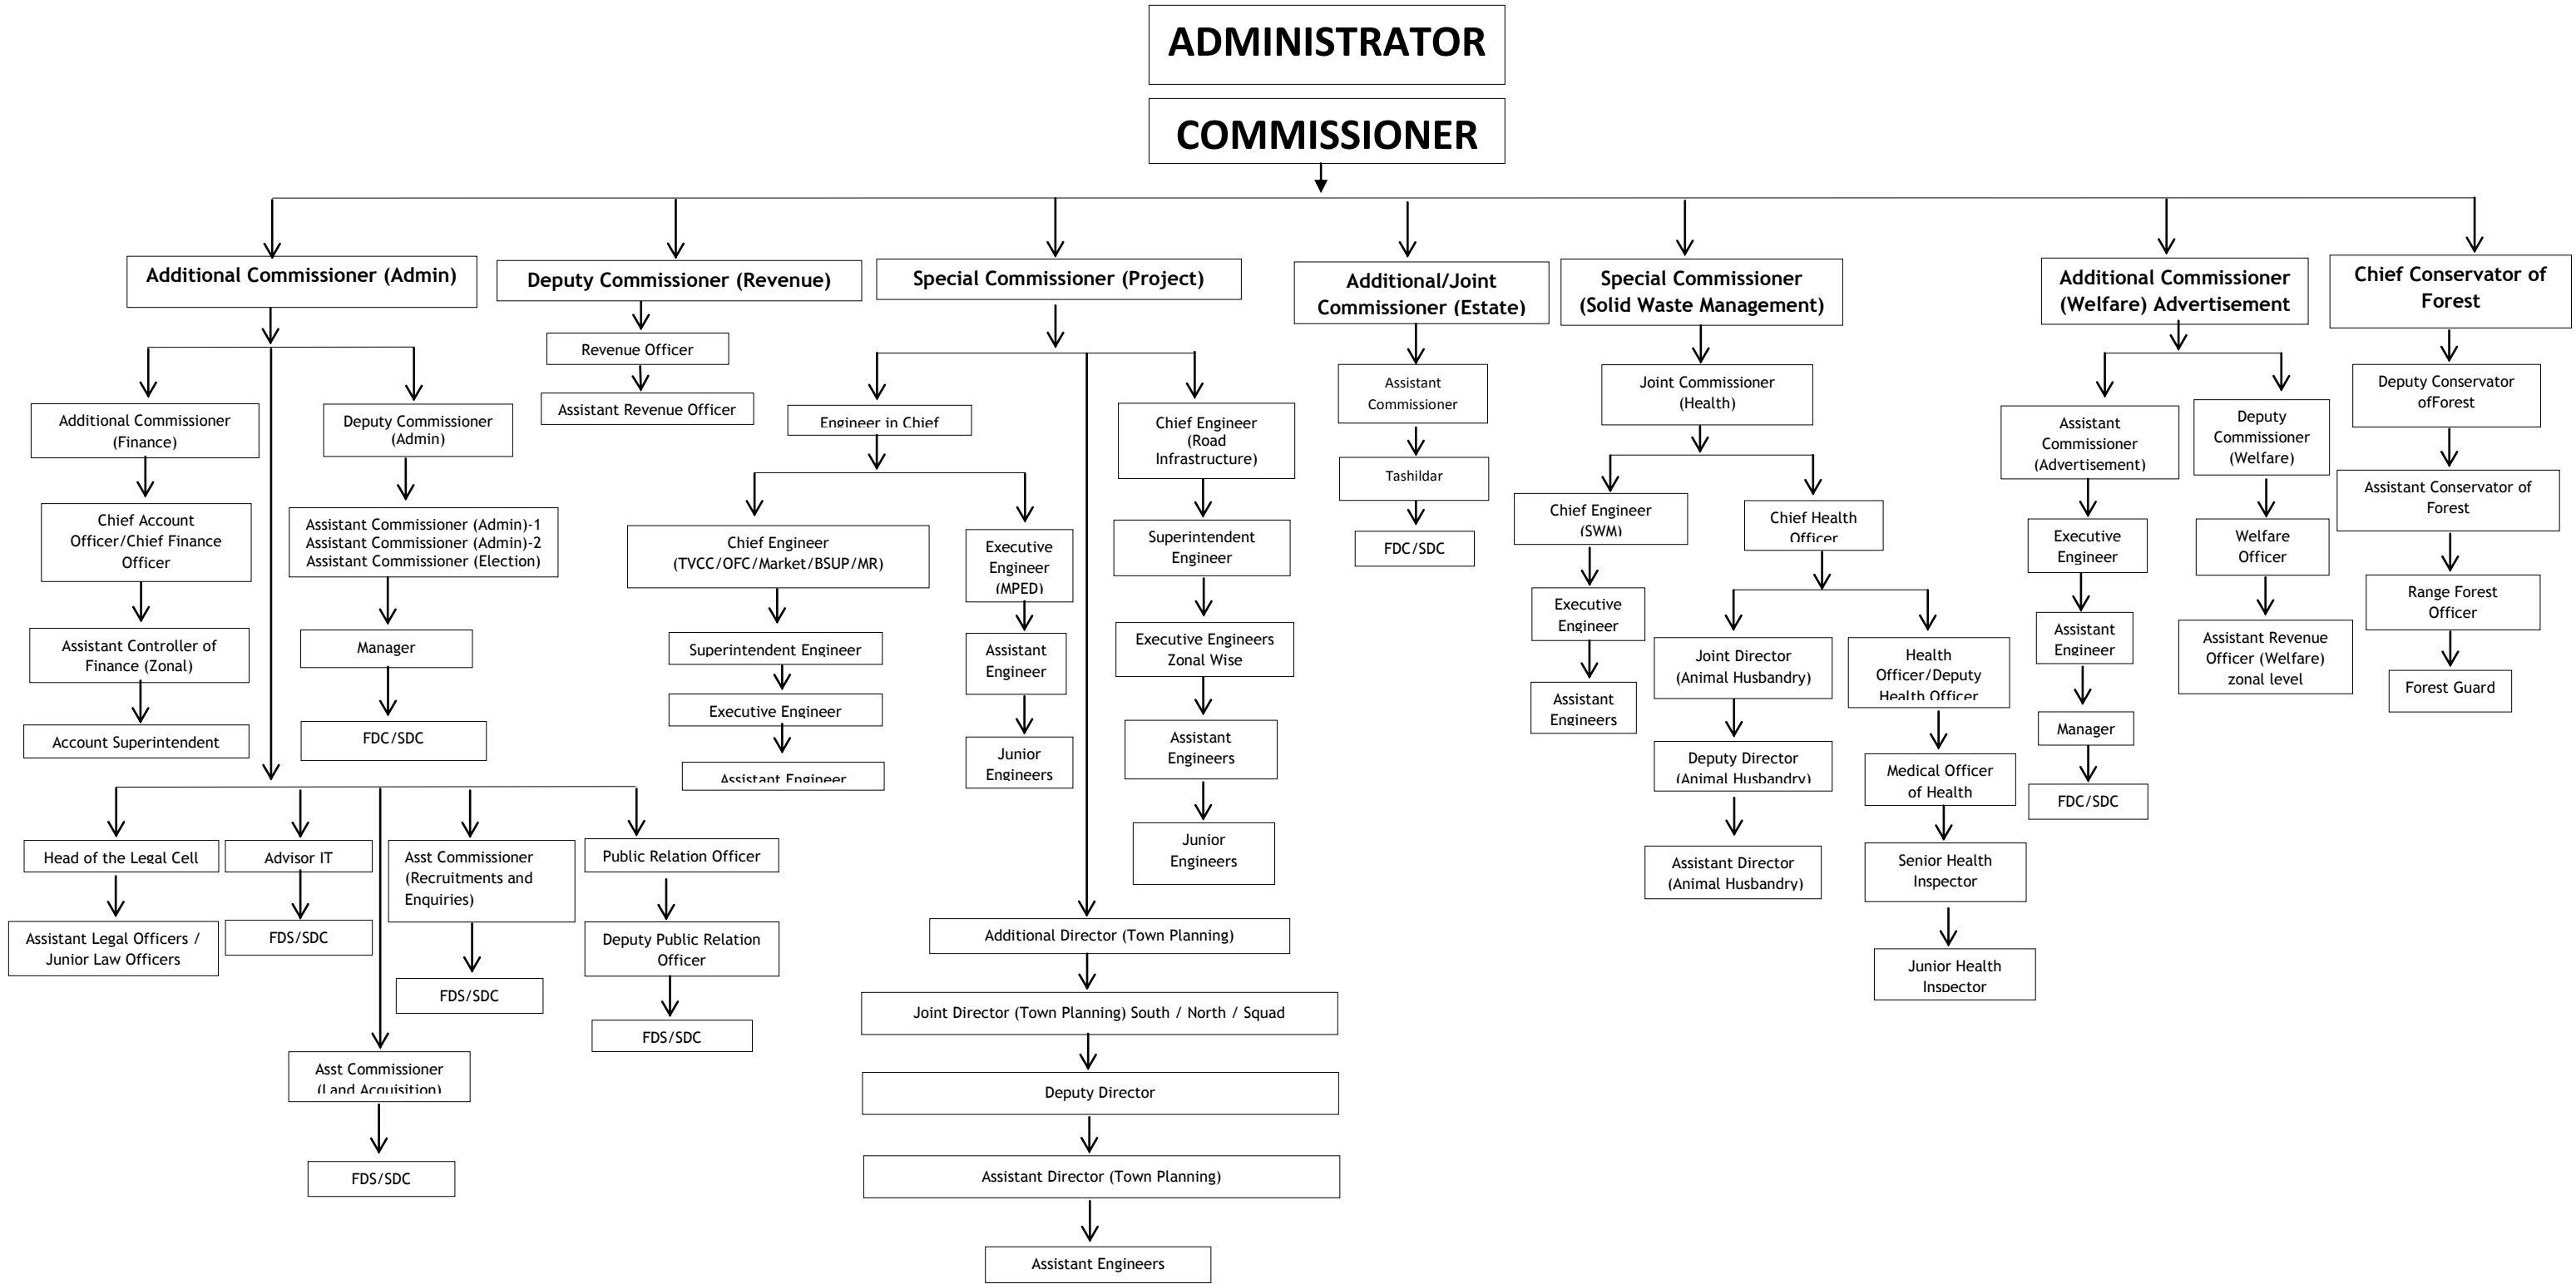 ADMINISTRATOR
COMMISSIONER
Additional Commissioner (Admin)
Deputy Commissioner (Revenue)
Special Commissioner (Project)
Additional/Joint
Commissioner (Estate)
Special Commissioner
(Solid Waste Management)
Additional Commissioner
(Welfare) Advertisement
Chief Conservator of
Forest
Additional Commissioner
(Finance)
Chief Account
Officer/Chief Finance
Officer
Assistant Controller of
Finance (Zonal)
Account Superintendent
Deputy Commissioner
(Admin)
Assistant Commissioner (Admin)-1
Assistant Commissioner (Admin)-2
Assistant Commissioner (Election)
Manager
FDC/SDC
Head of the Legal Cell
Assistant Legal Officers /
Junior Law Officers
Advisor IT
FDS/SDC
Asst Commissioner
(Land Acquisition)
FDS/SDC
Asst Commissioner
(Recruitments and
Enquiries)
FDS/SDC
Public Relation Officer
Deputy Public Relation
Officer
FDS/SDC
Revenue Officer
Assistant Revenue Officer
Engineer in Chief
Chief Engineer
(TVCC/OFC/Market/BSUP/MR)
Superintendent Engineer
Executive Engineer
Assistant Engineer
Executive
Engineer
(MPED)
Assistant
Engineer
Junior
Engineers
Chief Engineer
(Road
Infrastructure)
Superintendent
Engineer
Executive Engineers
Zonal Wise
Assistant
Engineers
Junior
Engineers
Additional Director (Town Planning)
Joint Director (Town Planning) South / North / Squad
Deputy Director
Assistant Director (Town Planning)
Assistant Engineers
Assistant
Commissioner
Tashildar
FDC/SDC
Joint Commissioner
(Health)
Chief Engineer
(SWM)
Executive
Engineer
Assistant
Engineers
Chief Health
Officer
Joint Director
(Animal Husbandry)
Deputy Director
(Animal Husbandry)
Assistant Director
(Animal Husbandry)
Health
Officer/Deputy
Health Officer
Medical Officer
of Health
Senior Health
Inspector
Junior Health
Inspector
Assistant
Commissioner
(Advertisement)
Executive
Engineer
Assistant
Engineer
Manager
FDC/SDC
Deputy
Commissioner
(Welfare)
Welfare
Officer
Assistant Revenue
Officer (Welfare)
zonal level
Deputy Conservator
ofForest
Assistant Conservator of
Forest
Range Forest
Officer
Forest Guard